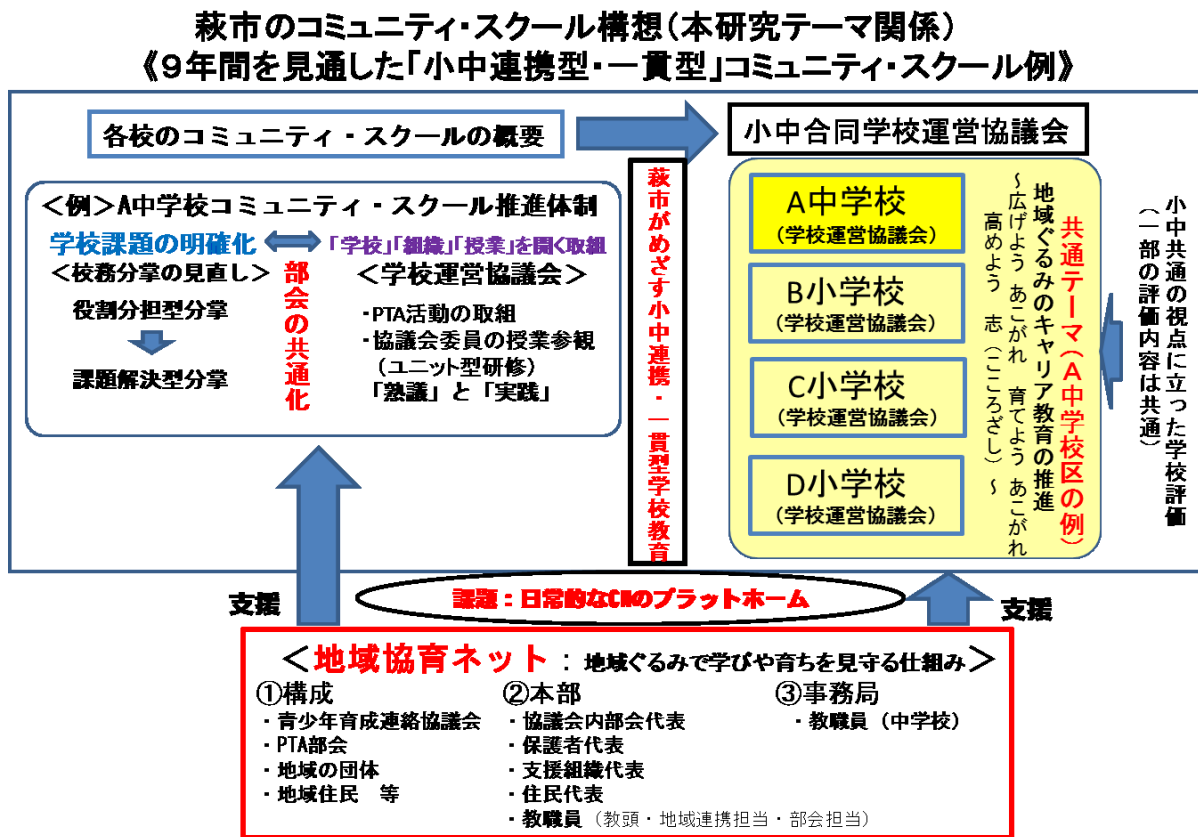 萩市のコミュニティ・スクール構想（本研究テーマ関係）
《９年間を見通した「小中連携型・一貫型」コミュニティ・スクール例》
各校のコミュニティ・スクールの概要
小中合同学校運営協議会
＜例＞A中学校コミュニティ・スクール推進体制
学校課題の明確化
「学校」「組織」「授業」を開く取組
＜校務分掌の見直し＞
役割分担型分掌
課題解決型分掌
部会の共通化
＜学校運営協議会＞
・PTA活動の取組
・協議会委員の授業参観
（ユニット型研修）
「熟議」と「実践」
萩市がめざす小中連携・一貫型学校教育
A中学校
（学校運営協議会）
B小学校
（学校運営協議会）
C小学校
（学校運営協議会）
D小学校
（学校運営協議会）
共通テーマ（A中学校区の例）
地域ぐるみのキャリア教育の推進
～広げよう あこがれ 育てよう あこがれ
高めよう 志（こころざし）～
小中共通の視点に立った学校評価
（一部の評価内容は共通）
支援
課題：日常的なCMのプラットホーム
支援
＜地域協育ネット：地域ぐるみで学びや育ちを見守る仕組み＞
①構成
・青少年育成連絡協議会
・PTA部会
・地域の団体
・地域住民 等
②本部
・協議会内部会代表
・保護者代表
・支援組織代表
・住民代表
・教職員（教頭・地域連携担当・部会担当）
③事務局
・教職員（中学校）